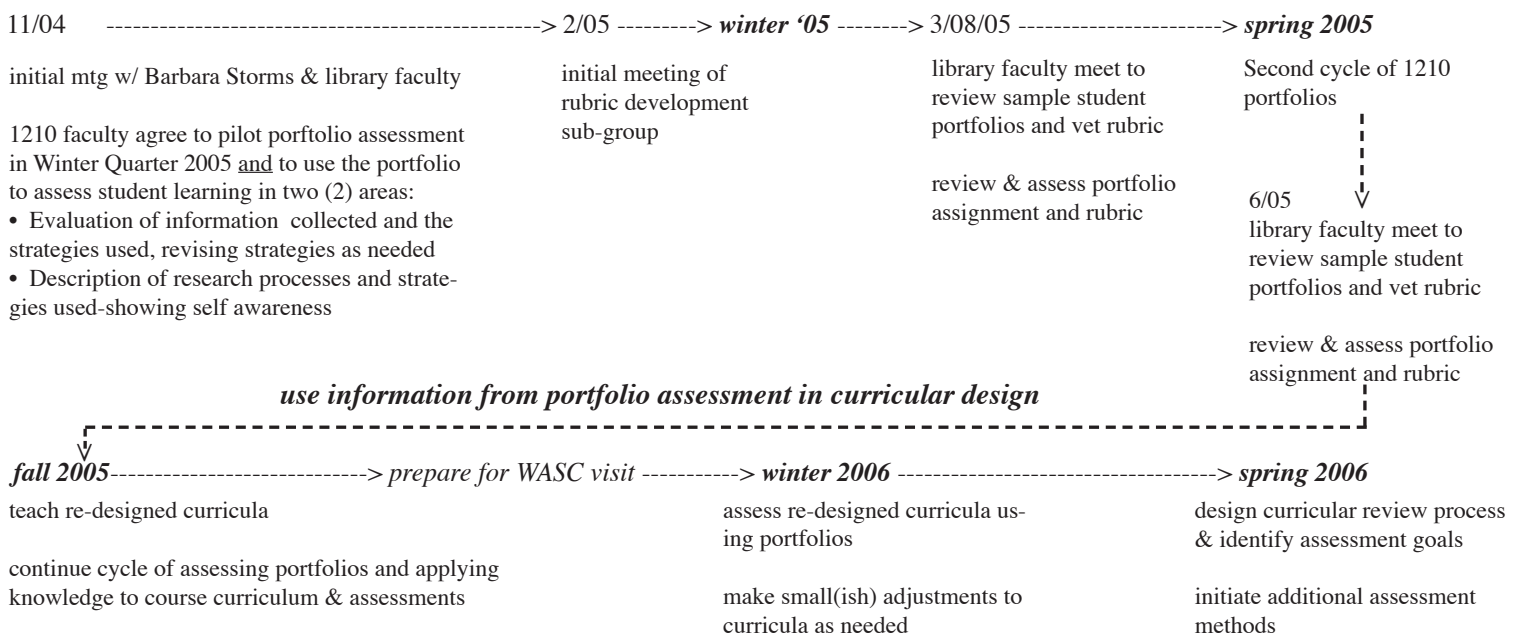 11/04 ------------------------------------------------> 2/05 ---------> winter ‘05 --------> 3/08/05 --------------------------> spring 2005
initial mtg w/ Barbara Storms & library faculty
1210 faculty agree to pilot porftolio assessment
in Winter Quarter 2005 and to use the portfolio
to assess student learning in two (2) areas:
• Evaluation of information collected and the
strategies used, revising strategies as needed
• Description of research processes and strate-
gies used-showing self awareness
initial meeting of
rubric development
sub-group
library faculty meet to
review sample student
portfolios and vet rubric
review & assess portfolio
assignment and rubric
Second cycle of 1210
portfolios
6/05
library faculty meet to
review sample student
portfolios and vet rubric
review & assess portfolio
assignment and rubric
use information from portfolio assessment in curricular design
fall 2005-----------------------------> prepare for WASC visit -----------> winter 2006 ------------------------------------> spring 2006
teach re-designed curricula
continue cycle of assessing portfolios and applying
knowledge to course curriculum & assessments
assess re-designed curricula us-
ing portfolios
make small(ish) adjustments to
curricula as needed
design curricular review process
& identify assessment goals
initiate additional assessment
methods